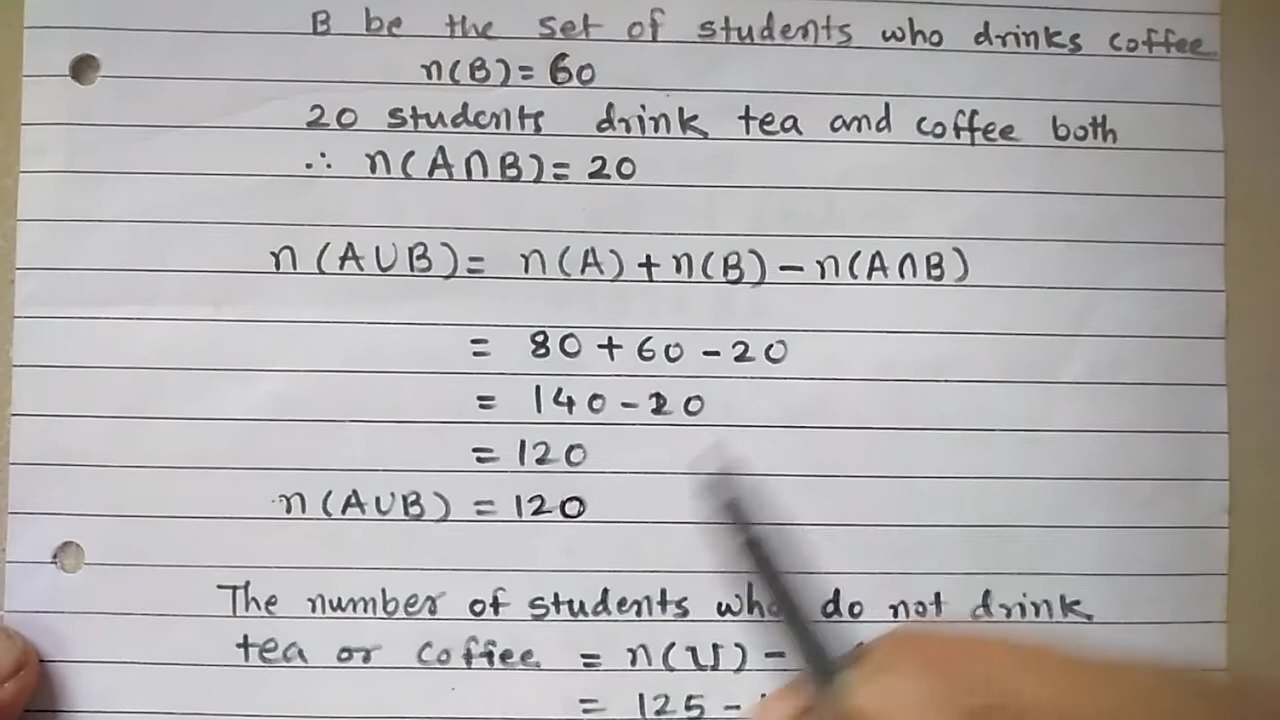 B be the set of students who drinks coffee
n(B)= 60
20 students drink tea and coffee both
∴ n(A∩B)= 20
n(A∪B)= n(A)+n(B)-n(A∩B)
= 80+60-20
= 140-20
= 120
n(A∪B) = 120
The number of students who do not drink
tea or coffee = n(U)-
= 125-